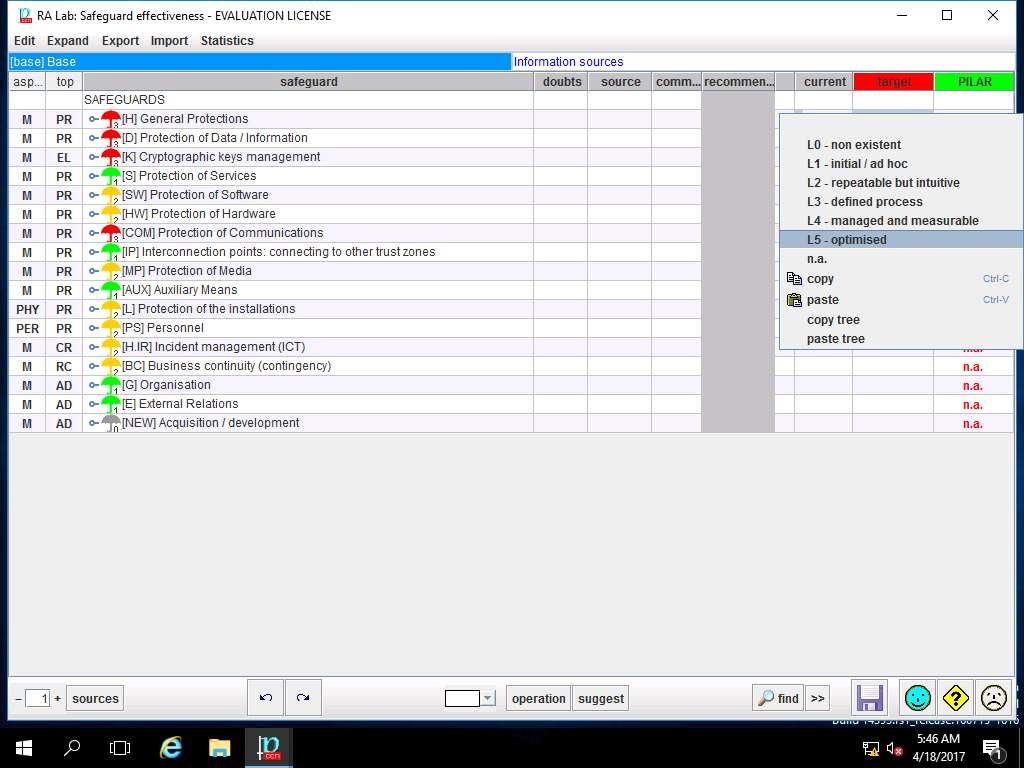 RA Lab: Safeguard effectiveness - EVALUATION LICENSE
Edit Expand Export Import Statistics
[base] Base Information sources
asp... top safeguard doubts source comm... recommen... current target PILAR
SAFEGUARDS
M PR [H] General Protections
M PR [D] Protection of Data / Information
M EL [K] Cryptographic keys management
M PR [S] Protection of Services
M PR [SW] Protection of Software
M PR [HW] Protection of Hardware
M PR [COM] Protection of Communications
M PR [IP] Interconnection points: connecting to other trust zones
M PR [MP] Protection of Media
M PR [AUX] Auxiliary Means
PHY PR [L] Protection of the installations
PER PR [PS] Personnel
M CR [H.IR] Incident management (ICT) n.a.
M RC [BC] Business continuity (contingency) n.a.
M AD [G] Organisation n.a.
M AD [E] External Relations n.a.
M AD [NEW] Acquisition / development n.a.
L0 - non existent
L1 - initial / ad hoc
L2 - repeatable but intuitive
L3 - defined process
L4 - managed and measurable
L5 - optimised
n.a.
copy Ctrl-C
paste Ctrl-V
copy tree
paste tree
- 1 + sources operation suggest find >>
5:46 AM
4/18/2017
1